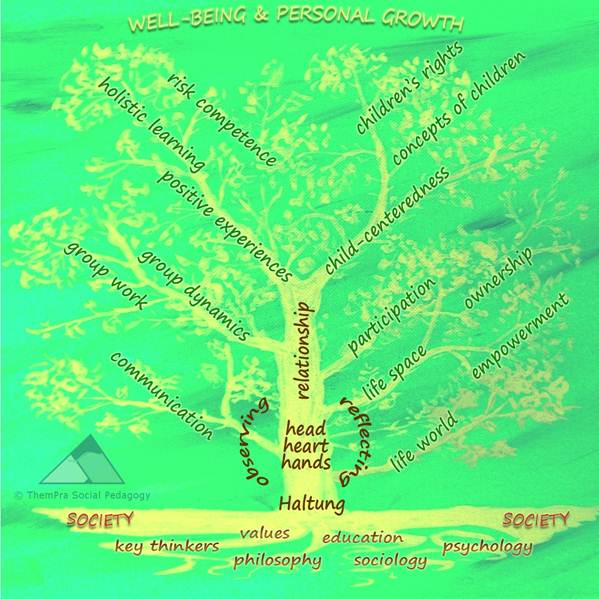 WELL-BEING & PERSONAL GROWTH
risk competence
holistic learning
positive experiences
children's rights
concepts of children
child-centeredness
group work
group dynamics
communication
ownership
participation
empowerment
life space
life world
relationship
observing
reflecting
head
heart
hands
Haltung
© ThemPra Social Pedagogy
SOCIETY
SOCIETY
key thinkers
values
philosophy
education
sociology
psychology